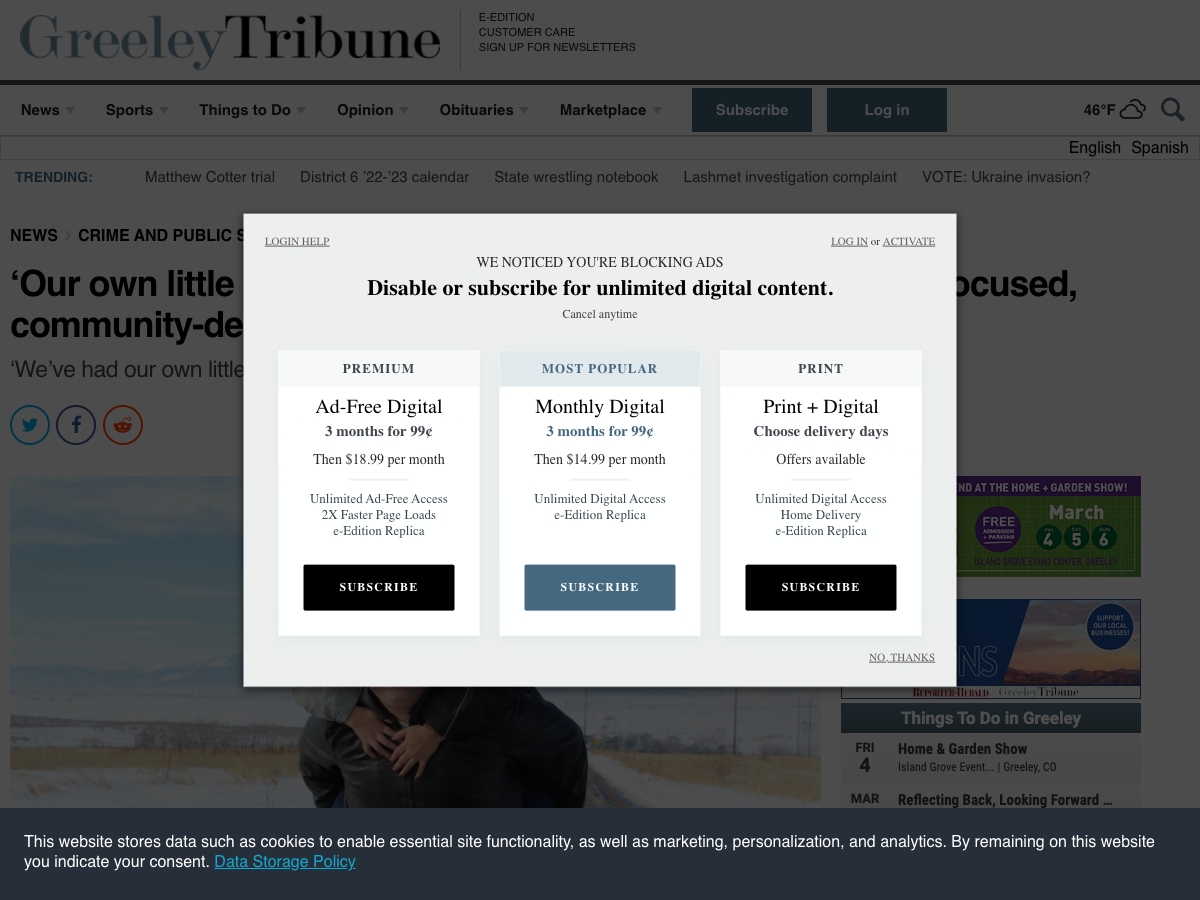 GreeleyTribune
E-EDITION
CUSTOMER CARE
SIGN UP FOR NEWSLETTERS
News Sports Things to Do Opinion Obituaries Marketplace Subscribe Log in 46°F
English Spanish
TRENDING: Matthew Cotter trial District 6 '22-'23 calendar State wrestling notebook Lashmet investigation complaint VOTE: Ukraine invasion?
NEWS > CRIME AND PUBLIC
‘Our own little
community-de
‘We’ve had our own little
LOGIN HELP
LOG IN or ACTIVATE
WE NOTICED YOU'RE BLOCKING ADS
Disable or subscribe for unlimited digital content.
Cancel anytime
PREMIUM
Ad-Free Digital
3 months for 99¢
Then $18.99 per month
Unlimited Ad-Free Access
2X Faster Page Loads
e-Edition Replica
SUBSCRIBE
MOST POPULAR
Monthly Digital
3 months for 99¢
Then $14.99 per month
Unlimited Digital Access
e-Edition Replica
SUBSCRIBE
PRINT
Print + Digital
Choose delivery days
Offers available
Unlimited Digital Access
Home Delivery
e-Edition Replica
SUBSCRIBE
NO, THANKS
AT THE HOME + GARDEN SHOW!
FREE
ADMISSION
+ PARKING
March
4 5 6
ISLAND GROVE EVENT CENTER, GREELEY
SUPPORT
OUR LOCAL
BUSINESSES!
REPORTER-HERALD GreeleyTribune
Things To Do in Greeley
FRI
4
Home & Garden Show
Island Grove Event... | Greeley, CO
MAR
Reflecting Back, Looking Forward ...
This website stores data such as cookies to enable essential site functionality, as well as marketing, personalization, and analytics. By remaining on this website
you indicate your consent. Data Storage Policy